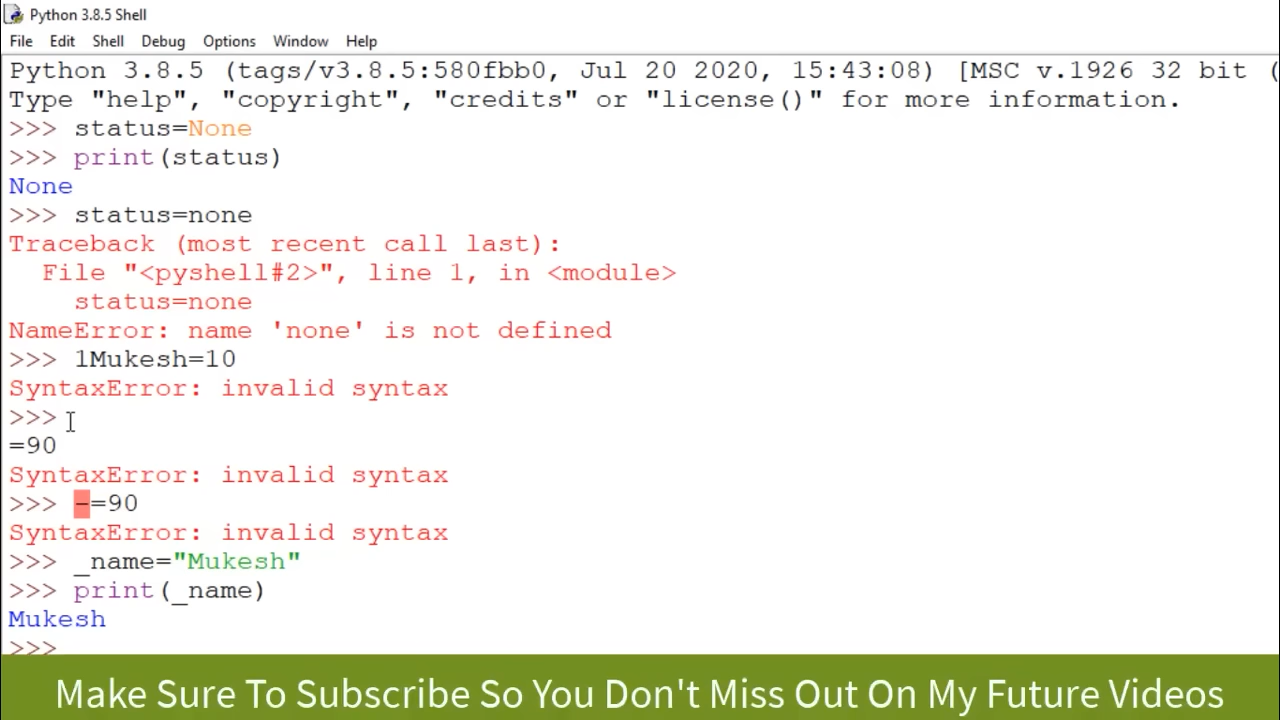 Python 3.8.5 Shell
File Edit Shell Debug Options Window Help
Python 3.8.5 (tags/v3.8.5:580fbb0, Jul 20 2020, 15:43:08) [MSC v.1926 32 bit (
Type "help", "copyright", "credits" or "license()" for more information.
>>> status=None
>>> print(status)
None
>>> status=none
Traceback (most recent call last):
  File "<pyshell#2>", line 1, in <module>
    status=none
NameError: name 'none' is not defined
>>> 1Mukesh=10
SyntaxError: invalid syntax
>>>
=90
SyntaxError: invalid syntax
>>> -=90
SyntaxError: invalid syntax
>>> _name="Mukesh"
>>> print(_name)
Mukesh
>>>
Make Sure To Subscribe So You Don't Miss Out On My Future Videos